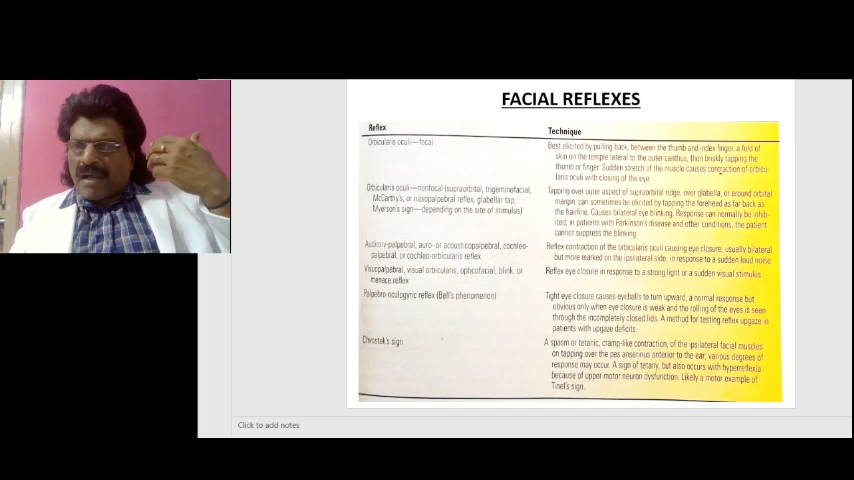 FACIAL REFLEXES
Reflex
Technique
Orbicularis oculi—focal
Best elicited by pulling back, between the thumb and index finger, a fold of
skin on the temple lateral to the outer canthus, then briskly tapping the
thumb or finger. Sudden stretch of the muscle causes contraction of orbicu-
laris oculi with closing of the eye.
Orbicularis oculi—nonfocal (supraorbital, trigeminofacial,
McCarthy's, or nasopalpebral reflex, glabellar tap,
Myerson's sign—depending on the site of stimulus)
Tapping over outer aspect of supraorbital ridge, over glabella, or around orbital
margin; can sometimes be elicited by tapping the forehead as far back as
the hairline. Causes bilateral eye blinking. Response can normally be inhib-
ited; in patients with Parkinson's disease and other conditions, the patient
cannot suppress the blinking.
Auditory-palpebral, auro- or acousticopalpebral, cochleo-
palpebral, or cochleo-orbicularis reflex
Reflex contraction of the orbicularis oculi causing eye closure, usually bilateral
but more marked on the ipsilateral side, in response to a sudden loud noise
Visuopalpebral, visual orbicularis, opticofacial, blink, or
menace reflex
Reflex eye closure in response to a strong light or a sudden visual stimulus
Palpebro-oculogyric reflex (Bell's phenomenon)
Tight eye closure causes eyeballs to turn upward, a normal response but
obvious only when eye closure is weak and the rolling of the eyes is seen
through the incompletely closed lids. A method for testing reflex upgaze in
patients with upgaze deficits.
Chvostek's sign
A spasm or tetanic, cramp-like contraction, of the ipsilateral facial muscles
on tapping over the pes anserinus anterior to the ear; various degrees of
response may occur. A sign of tetany, but also occurs with hyperreflexia
because of upper motor neuron dysfunction. Likely a motor example of
Tinel's sign.
Click to add notes